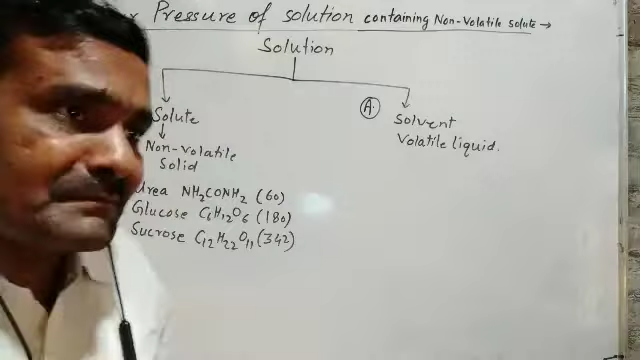 Pressure of solution containing Non-Volatile solute →
Solution
Solute
Non-volatile
Solid
Urea NH2CONH2 (60)
Glucose C6H12O6 (180)
Sucrose C12H22O11 (342)
A.
Solvent
Volatile liquid.